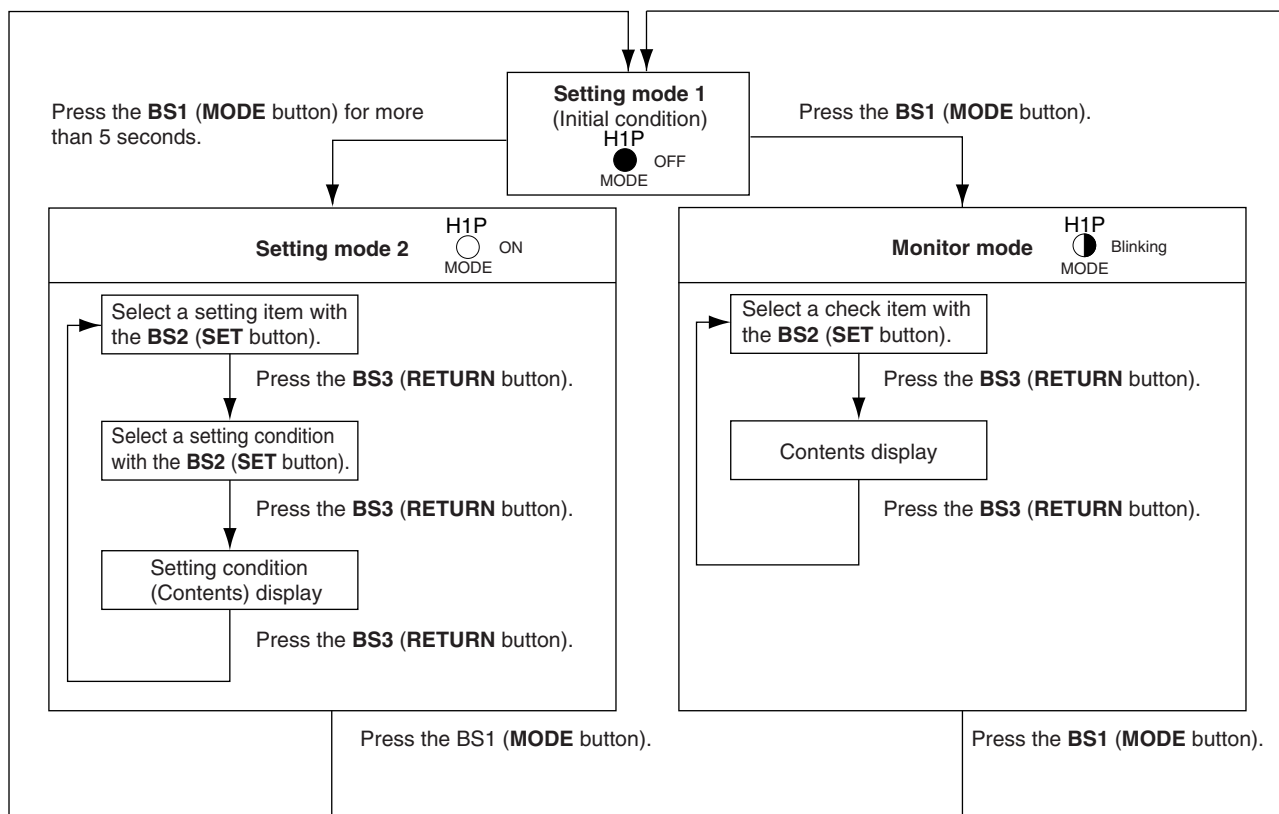 Setting mode 1
(Initial condition)
H1P
OFF
MODE
Press the BS1 (MODE button) for more
than 5 seconds.
Press the BS1 (MODE button).
Setting mode 2
H1P
ON
MODE
Select a setting item with
the BS2 (SET button).
Press the BS3 (RETURN button).
Select a setting condition
with the BS2 (SET button).
Press the BS3 (RETURN button).
Setting condition
(Contents) display
Press the BS3 (RETURN button).
Press the BS1 (MODE button).
Monitor mode
H1P
Blinking
MODE
Select a check item with
the BS2 (SET button).
Press the BS3 (RETURN button).
Contents display
Press the BS3 (RETURN button).
Press the BS1 (MODE button).